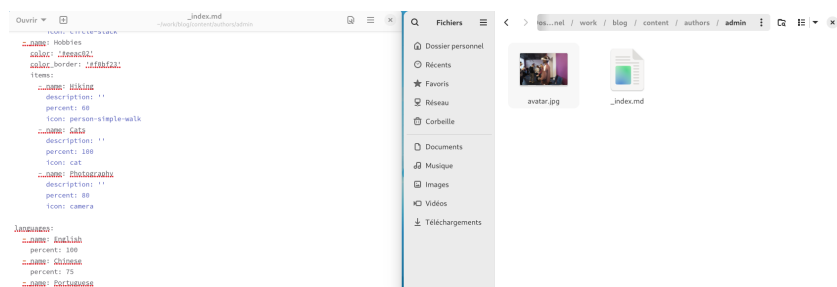 Ouvrir
_index.md
~/work/blog/content/authors/admin
icon: circle-stack
- name: Hobbies
color: '#eeac02'
color_border: '#f0bf23'
items:
- name: Hiking
description: ''
percent: 60
icon: person-simple-walk
- name: Cats
description: ''
percent: 100
icon: cat
- name: Photography
description: ''
percent: 80
icon: camera
languages:
- name: English
percent: 100
- name: Chinese
percent: 75
- name: Portuguese
Fichiers
Dossier personnel
Récents
Favoris
Réseau
Corbeille
Documents
Musique
Images
Vidéos
Téléchargements
…nel / work / blog / content / authors / admin
avatar.jpg
_index.md